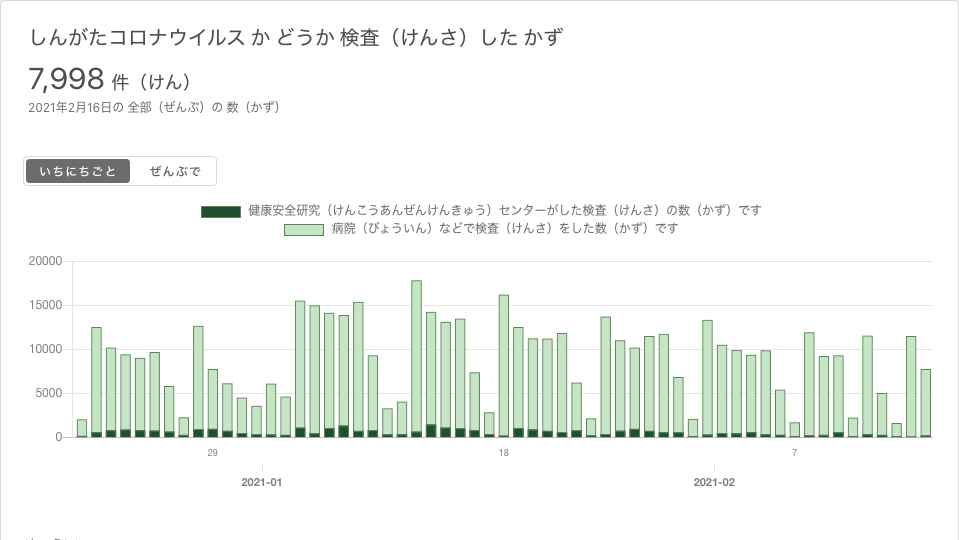 しんがたコロナウイルス か どうか 検査（けんさ）した かず
7,998 件（けん）
2021年2月16日の 全部（ぜんぶ）の 数（かず）
いちにちごと ぜんぶで
健康安全研究（けんこうあんぜんけんきゅう）センターがした検査（けんさ）の数（かず）です
病院（びょういん）などで検査（けんさ）をした数（かず）です
20000
15000
10000
5000
0
29 18 7
2021-01 2021-02